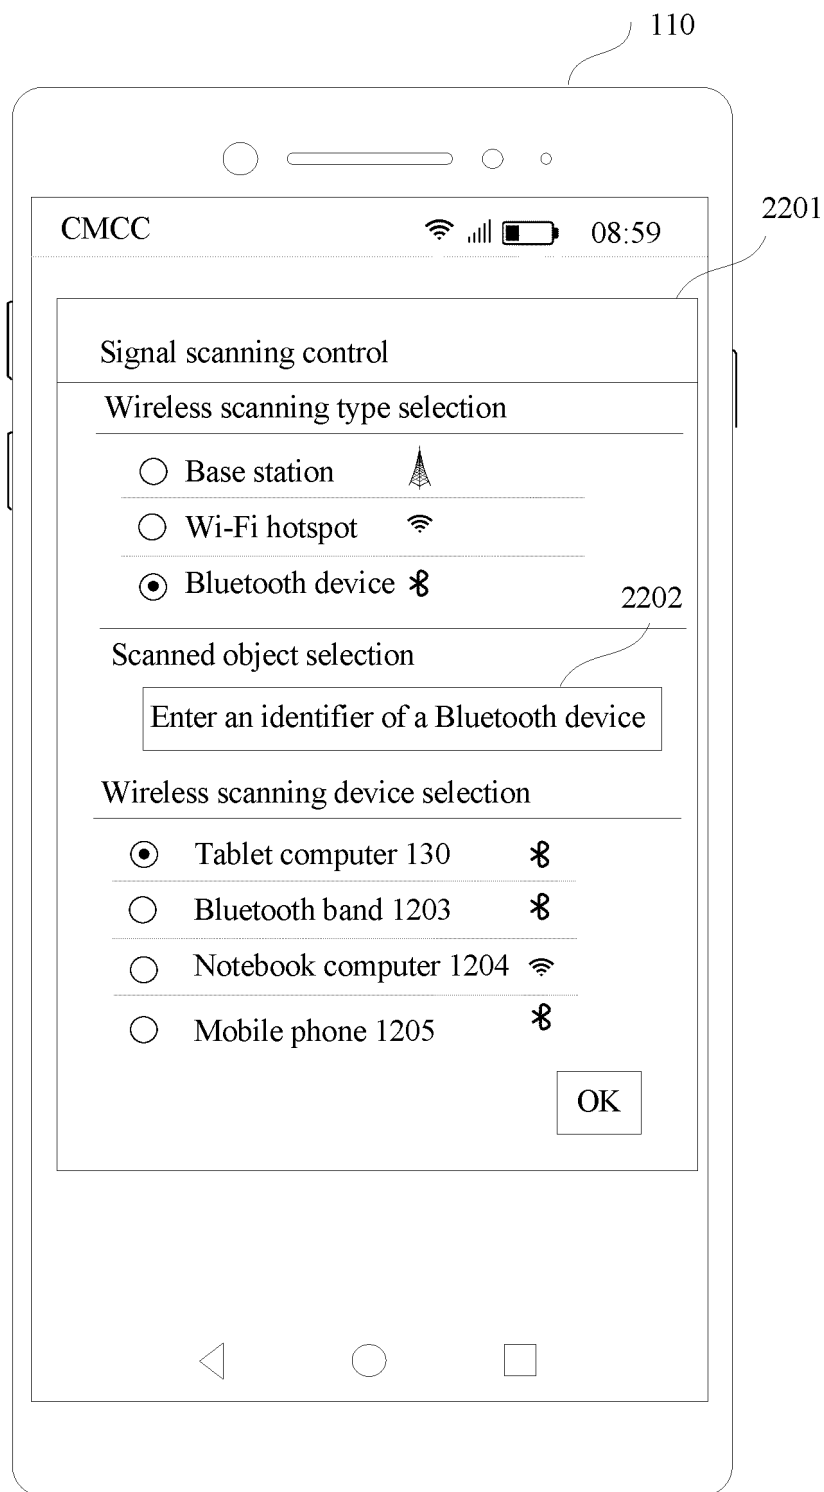 110
CMCC 08:59
2201
Signal scanning control
Wireless scanning type selection
Base station
Wi-Fi hotspot
Bluetooth device
2202
Scanned object selection
Enter an identifier of a Bluetooth device
Wireless scanning device selection
Tablet computer 130
Bluetooth band 1203
Notebook computer 1204
Mobile phone 1205
OK